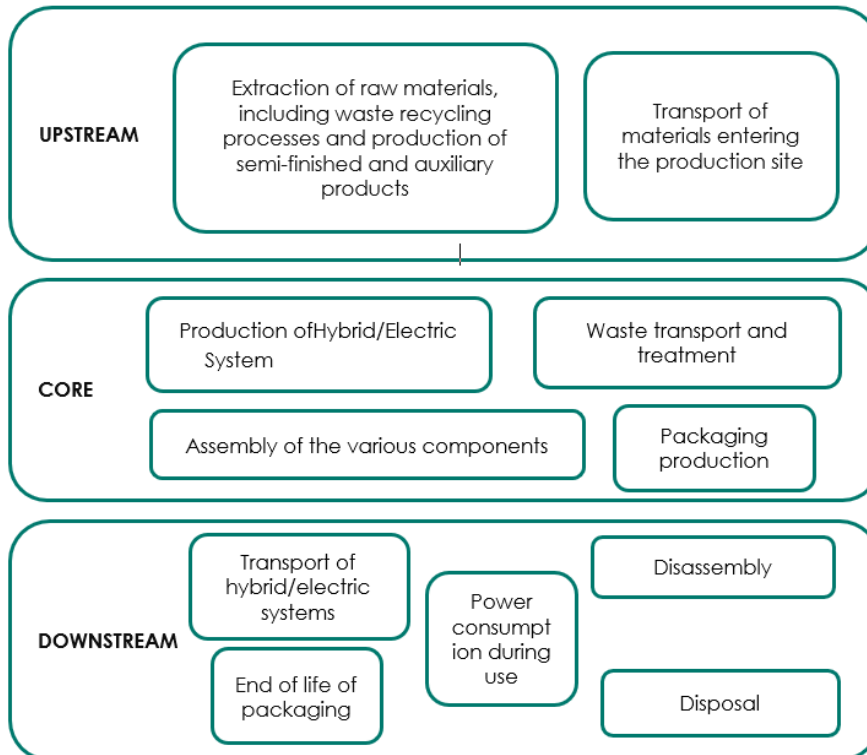 UPSTREAM
Extraction of raw materials,
including waste recycling
processes and production of
semi-finished and auxiliary
products
Transport of
materials entering
the production site
CORE
Production ofHybrid/Electric
System
Waste transport and
treatment
Assembly of the various components
Packaging
production
DOWNSTREAM
Transport of
hybrid/electric
systems
End of life of
packaging
Power
consumpt
ion during
use
Disassembly
Disposal